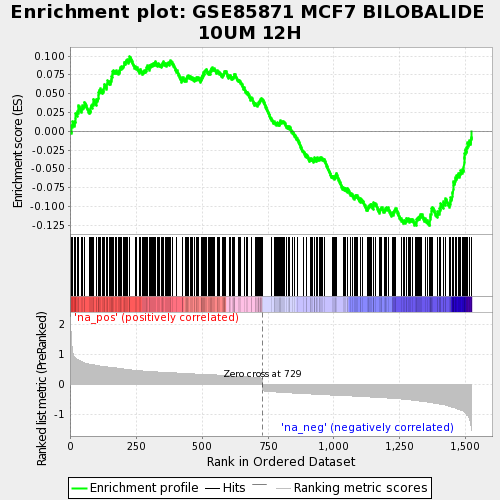 Enrichment plot: GSE85871 MCF7 BILOBALIDE
10UM 12H
Enrichment score (ES)
0.100
0.075
0.050
0.025
0.000
-0.025
-0.050
-0.075
-0.100
-0.125
'na_pos' (positively correlated)
Ranked list metric (PreRanked)
2
1
0
-1
Zero cross at 729
'na_neg' (negatively correlated)
0
250
500
750
1,000
1,250
1,500
Rank in Ordered Dataset
Enrichment profile
Hits
Ranking metric scores